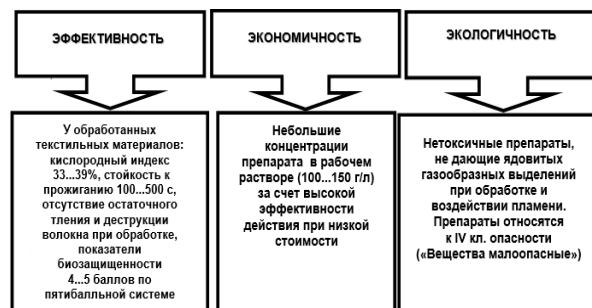 ЭФФЕКТИВНОСТЬ
ЭКОНОМИЧНОСТЬ
ЭКОЛОГИЧНОСТЬ
У обработанных
текстильных материалов:
кислородный индекс
33...39%, стойкость к
прожиганию 100...500 с,
отсутствие остаточного
тления и деструкции
волокна при обработке,
показатели
биозащищенности
4...5 баллов по
пятибалльной системе
Небольшие
концентрации
препарата в рабочем
растворе (100...150 г/л)
за счет высокой
эффективности
действия при низкой
стоимости
Нетоксичные препараты,
не дающие ядовитых
газообразных выделений
при обработке и
воздействии пламени.
Препараты относятся
к IV кл. опасности
(«Вещества малоопасные»)